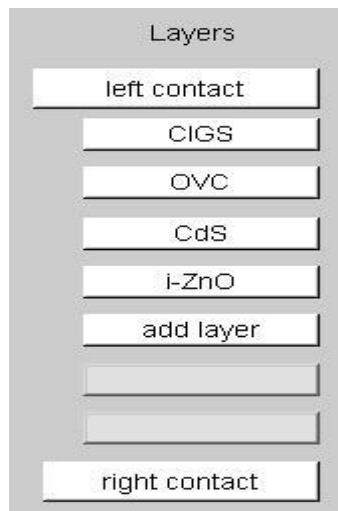 Layers
left contact
CIGS
OVC
CdS
i-ZnO
add layer
right contact